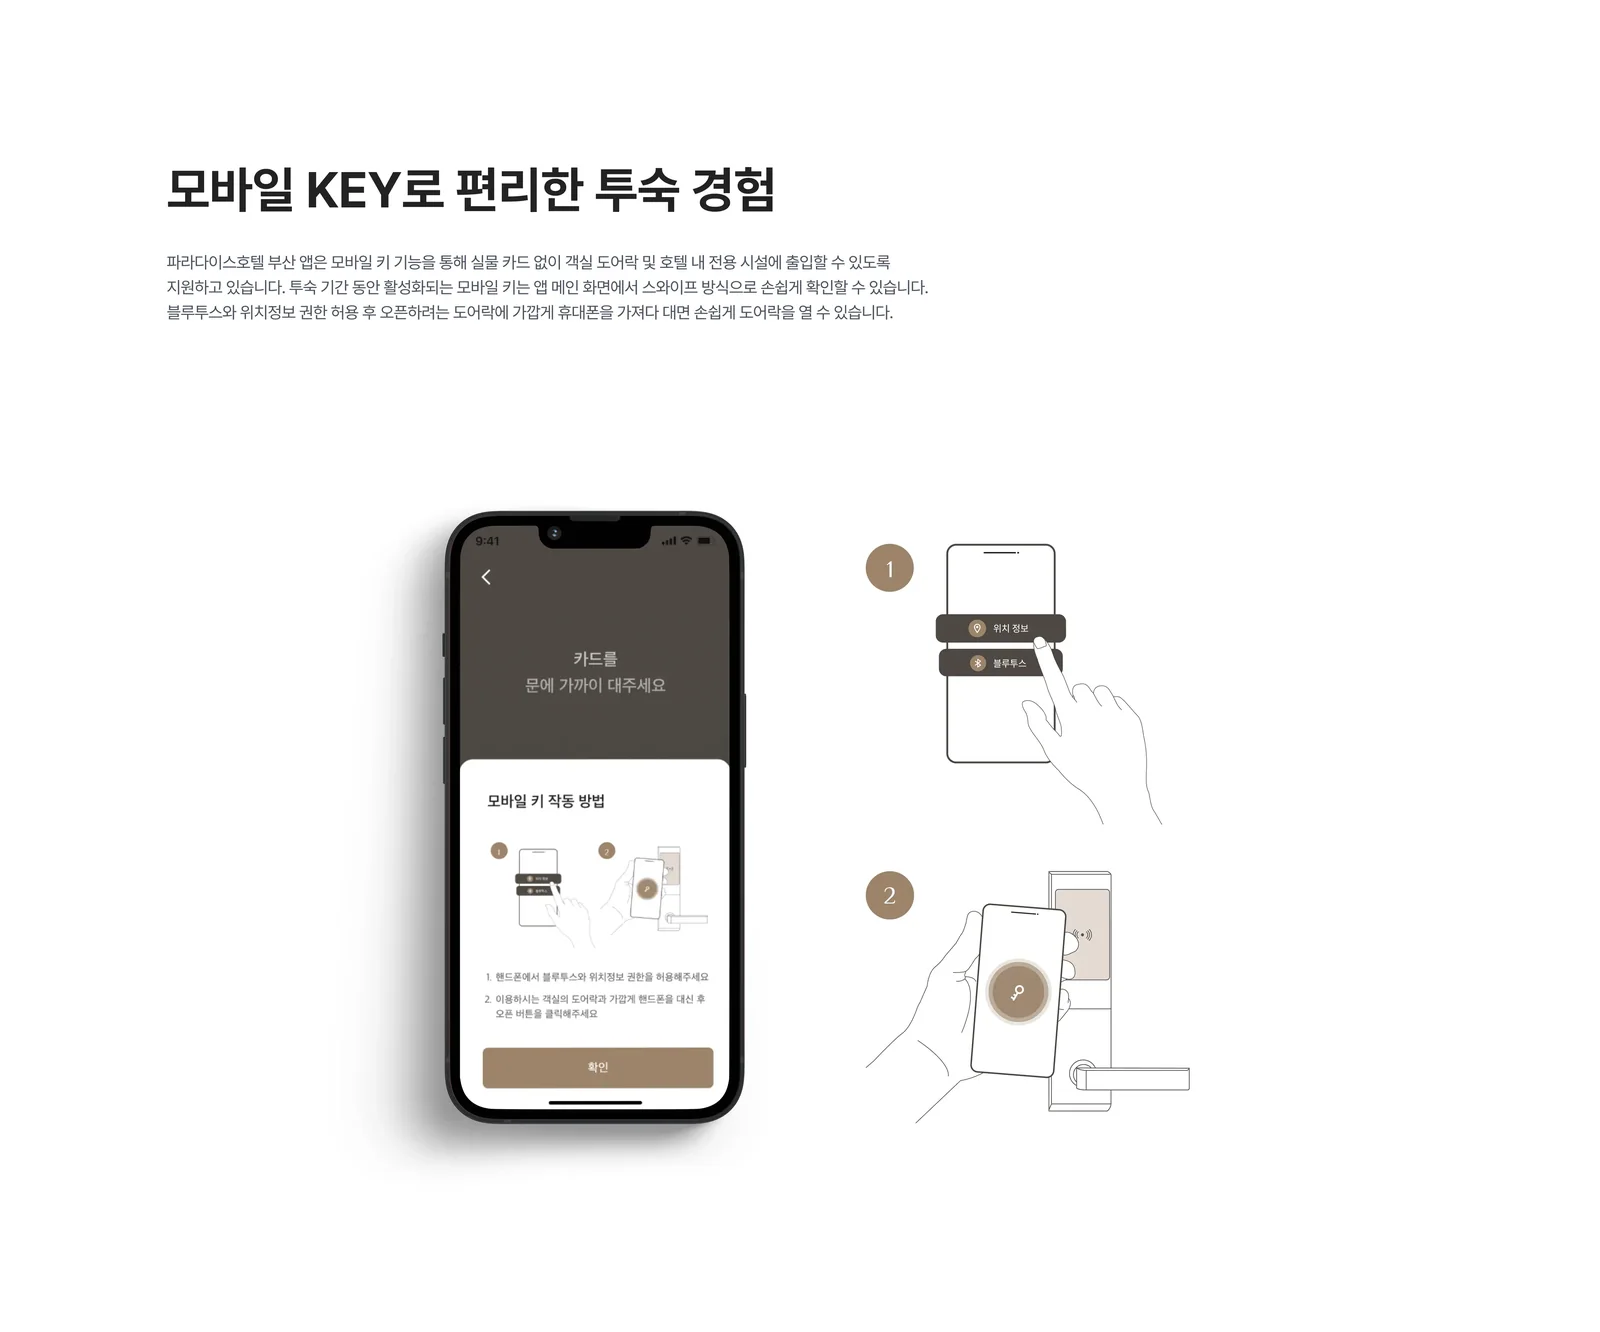 모바일 KEY로 편리한 투숙 경험
파라다이스호텔 부산 앱은 모바일 키 기능을 통해 실물 카드 없이 객실 도어락 및 호텔 내 전용 시설에 출입할 수 있도록
지원하고 있습니다. 투숙 기간 동안 활성화되는 모바일 키는 앱 메인 화면에서 스와이프 방식으로 손쉽게 확인할 수 있습니다.
블루투스와 위치정보 권한 허용 후 오픈하려는 도어락에 가깝게 휴대폰을 가져다 대면 손쉽게 도어락을 열 수 있습니다.
9:41
카드를
문에 가까이 대주세요
모바일 키 작동 방법
1
2
위치 정보
블루투스
1. 핸드폰에서 블루투스와 위치정보 권한을 허용해주세요
2. 이용하시는 객실의 도어락과 가깝게 핸드폰을 대신 후
오픈 버튼을 클릭해주세요
확인
1
위치 정보
블루투스
2